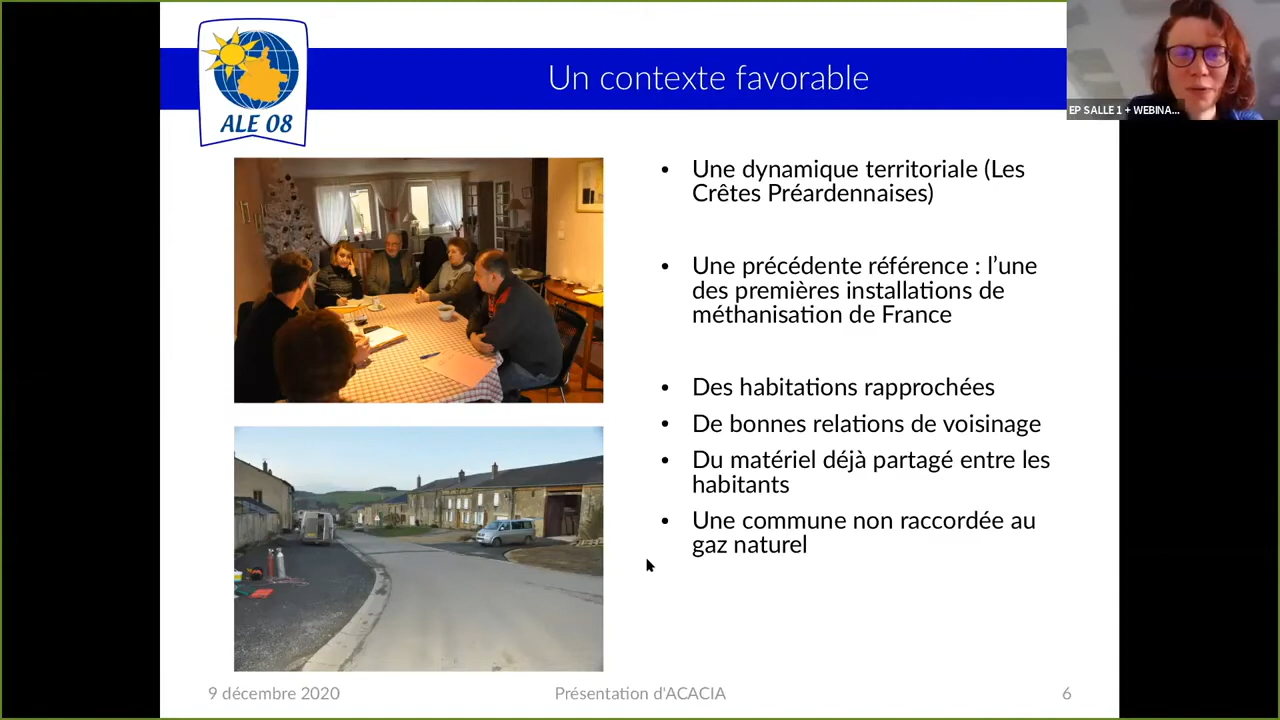 Un contexte favorable
EP SALLE 1 + WEBINA...
ALE 08
• Une dynamique territoriale (Les
Crêtes Préardennaises)
• Une précédente référence : l’une
des premières installations de
méthanisation de France
• Des habitations rapprochées
• De bonnes relations de voisinage
• Du matériel déjà partagé entre les
habitants
• Une commune non raccordée au
gaz naturel
9 décembre 2020
Présentation d'ACACIA
6